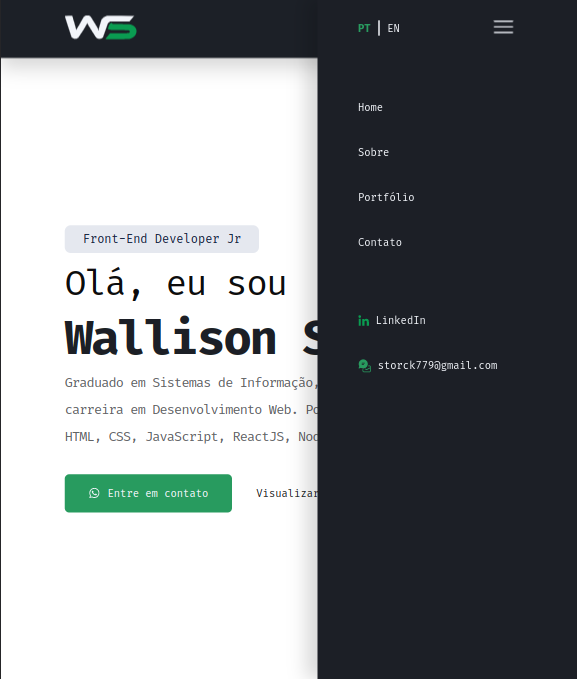 WS
PT | EN
Home
Sobre
Portfólio
Contato
LinkedIn
storck779@gmail.com
Front-End Developer Jr
Olá, eu sou
Wallison S
Graduado em Sistemas de Informação,
carreira em Desenvolvimento Web. Po
HTML, CSS, JavaScript, ReactJS, Nod
Entre em contato
Visualizar